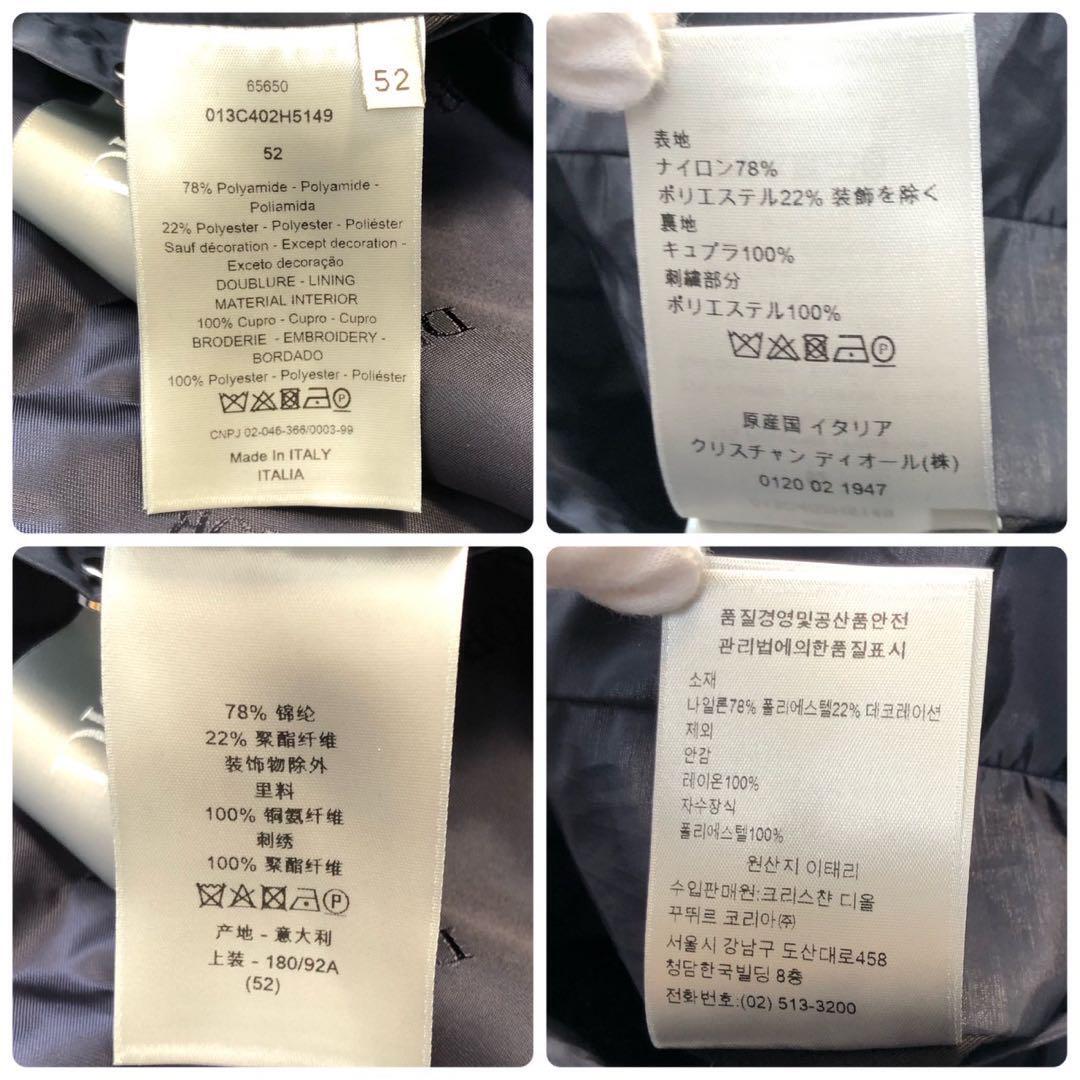 52
65650
013C402H5149
52
78% Polyamide - Polyamide -
Poliamida
22% Polyester - Polyester - Poliéster
Sauf décoration - Except decoration -
Exceto decoração
DOUBLURE - LINING
MATERIAL INTERIOR
100% Cupro - Cupro - Cupro
BRODERIE - EMBROIDERY -
BORDADO
100% Polyester - Polyester - Poliéster
CNPJ 02-046-366/0003-99
Made In ITALY
ITALIA
表地
ナイロン78%
ポリエステル22% 装飾を除く
裏地
キュプラ100%
刺繍部分
ポリエステル100%
原産国 イタリア
クリスチャン ディオール(株)
0120 02 1947
78% 锦纶
22% 聚酯纤维
装饰物除外
里料
100% 铜氨纤维
刺绣
100% 聚酯纤维
产地 - 意大利
上装 - 180/92A
(52)
품질경영및공산품안전
관리법에의한품질표시
소재
나일론78% 폴리에스텔22% 데코레이션
제외
안감
레이온100%
자수장식
폴리에스텔100%
원산지 이태리
수입판매원:크리스챤 디올
꾸뛰르 코리아㈜
서울시 강남구 도산대로458
청담한국빌딩 8층
전화번호:(02) 513-3200